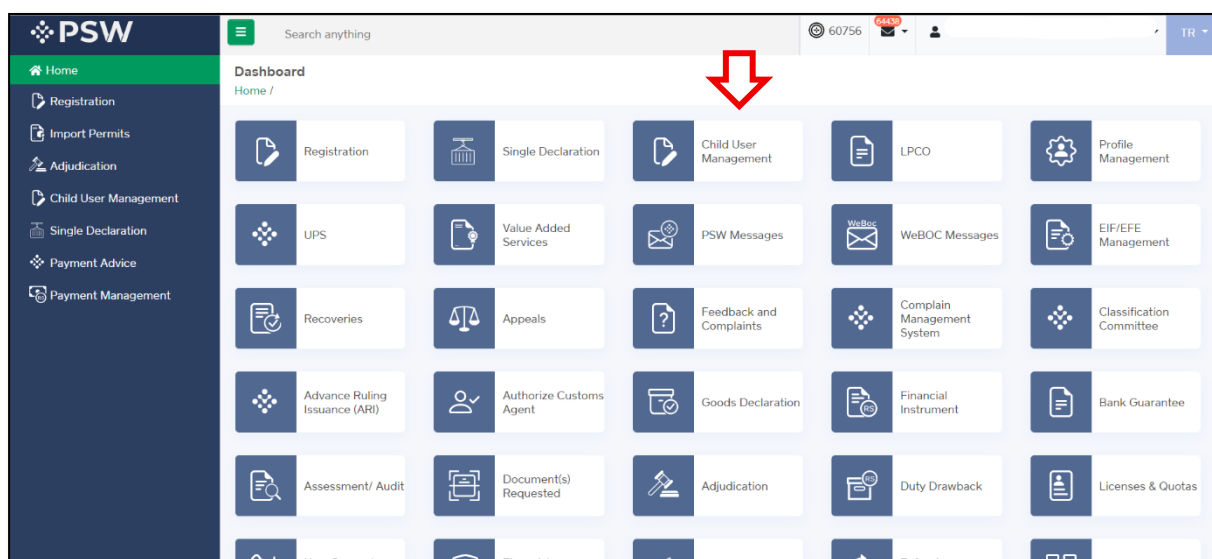 PSW
Search anything
60756
64438
TR
Home
Registration
Import Permits
Adjudication
Child User Management
Single Declaration
Payment Advice
Payment Management
Dashboard
Home /
Registration
Single Declaration
Child User
Management
LPCO
Profile
Management
UPS
Value Added
Services
PSW Messages
WeBoc
WeBOC Messages
EIF/EFE
Management
Recoveries
Appeals
Feedback and
Complaints
Complain
Management
System
Classification
Committee
Advance Ruling
Issuance (ARI)
Authorize Customs
Agent
Goods Declaration
RS
Financial
Instrument
Bank Guarantee
Assessment/ Audit
Document(s)
Requested
Adjudication
RS
Duty Drawback
Licenses & Quotas